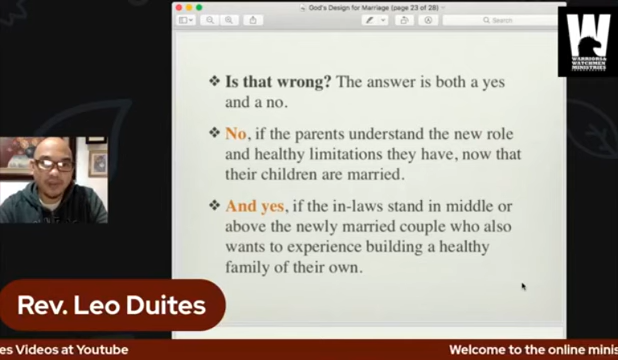 God's Design for Marriage (page 23 of 28)
Search
W
WARRIORS &
WATCHMEN
MINISTRIES
❖ Is that wrong? The answer is both a yes
and a no.
❖ No, if the parents understand the new role
and healthy limitations they have, now that
their children are married.
❖ And yes, if the in-laws stand in middle or
above the newly married couple who also
wants to experience building a healthy
family of their own.
Rev. Leo Duites
es Videos at Youtube
Welcome to the online minis